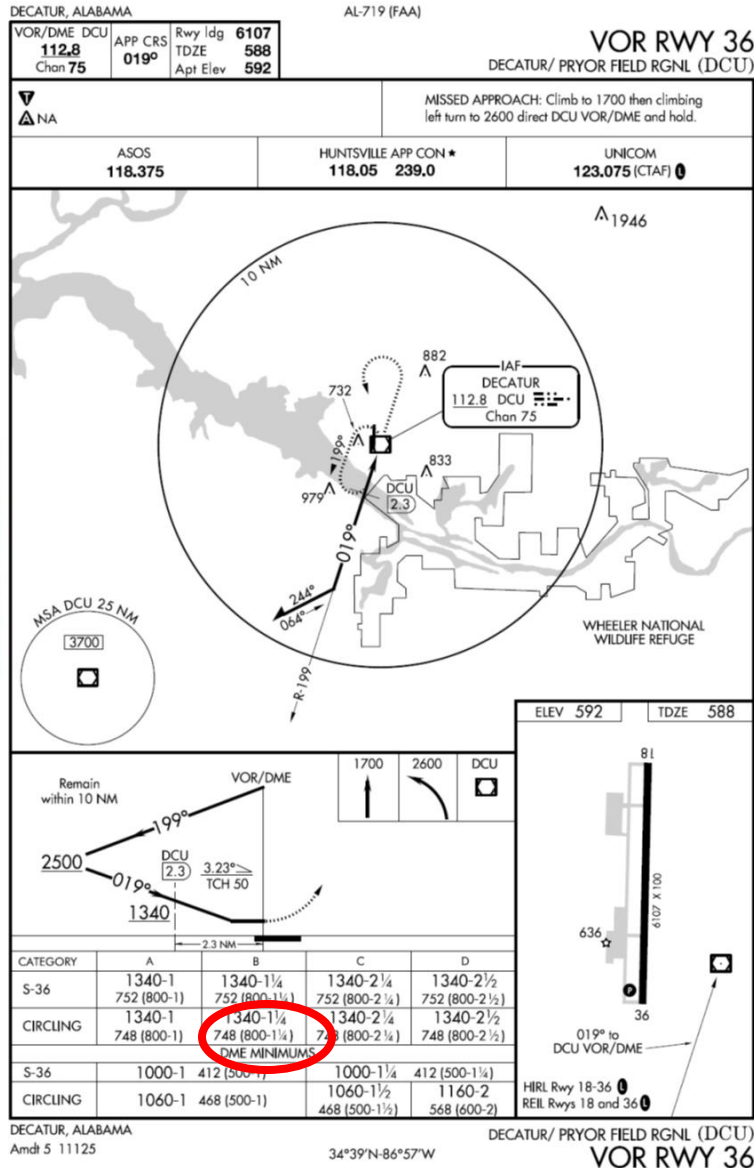 DECATUR, ALABAMA
AL-719 (FAA)
VOR/DME DCU
112.8
Chan 75
APP CRS
019°
Rwy ldg 6107
TDZE 588
Apt Elev 592
VOR RWY 36
DECATUR/ PRYOR FIELD RGNL (DCU)
T
A NA
MISSED APPROACH: Climb to 1700 then climbing
left turn to 2600 direct DCU VOR/DME and hold.
ASOS
118.375
HUNTSVILLE APP CON ★
118.05 239.0
UNICOM
123.075 (CTAF) L
1946
10 NM
882
IAF
DECATUR
112.8 DCU
Chan 75
732
199°
833
979
DCU
2.3
019°
244°
064°
MSA DCU 25 NM
3700
R-199
WHEELER NATIONAL
WILDLIFE REFUGE
ELEV 592
TDZE 588
Remain
within 10 NM
VOR/DME
1700
2600
DCU
199°
2500
019°
DCU
2.3
3.23°
TCH 50
1340
2.3 NM
18
6107 X 100
636
P
36
019° to
DCU VOR/DME
HIRL Rwy 18-36 L
REIL Rwys 18 and 36 L
CATEGORY A B C D
S-36 1340-1 1340-1¼ 1340-2¼ 1340-2½
752 (800-1) 752 (800-1¼) 752 (800-2¼) 752 (800-2½)
CIRCLING 1340-1 1340-1¼ 1340-2¼ 1340-2½
748 (800-1) 748 (800-1¼) 748 (800-2¼) 748 (800-2½)
DME MINIMUMS
S-36 1000-1 412 (500-1) 1000-1¼ 412 (500-1¼)
CIRCLING 1060-1 468 (500-1) 1060-1½ 1160-2
468 (500-1½) 568 (600-2)
DECATUR, ALABAMA
Amdt 5 11125
34°39'N-86°57'W
DECATUR/ PRYOR FIELD RGNL (DCU)
VOR RWY 36